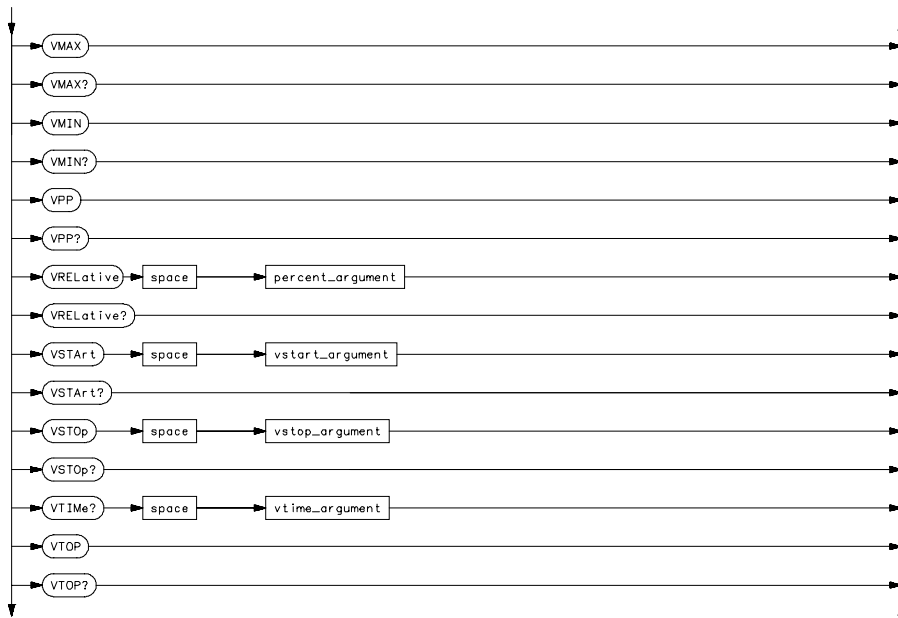 VMAX
VMAX?
VMIN
VMIN?
VPP
VPP?
VRELative space percent_argument
VRELative?
VSTArt space vstart_argument
VSTArt?
VSTOp space vstop_argument
VSTOp?
VTIMe? space vtime_argument
VTOP
VTOP?